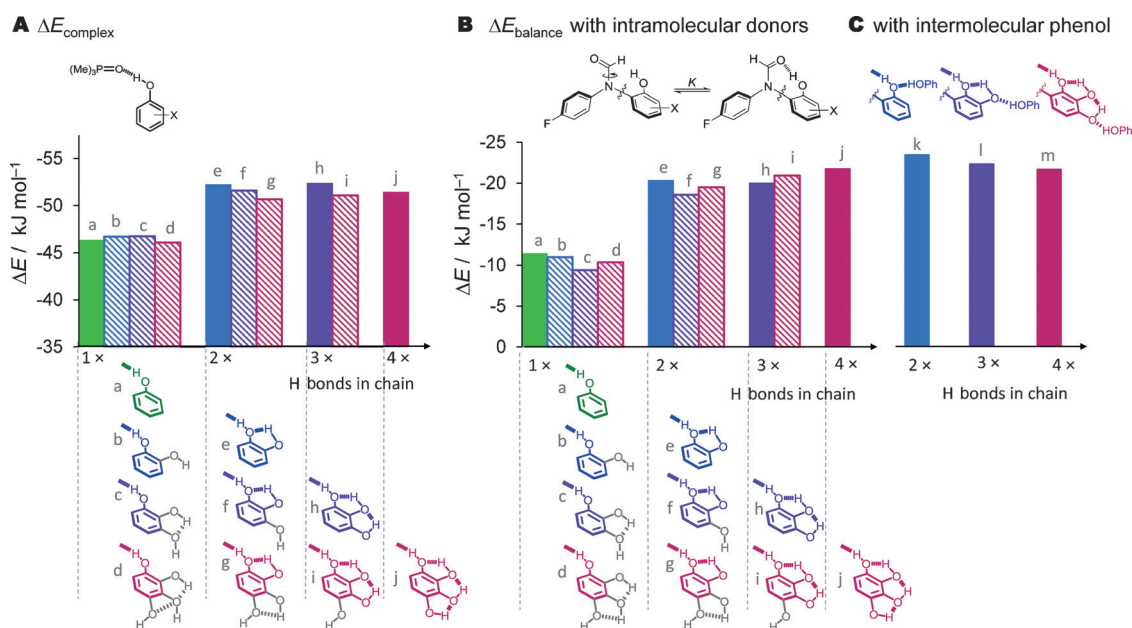 A ΔEcomplex
(Me)₃P=O
H
O
X
ΔE / kJ mol⁻¹
-55
-50
-45
-40
-35
a b c d e f g h i j
1 × 2 × 3 × 4 ×
H bonds in chain
a H O
b H O O H
c H O O H O H
d H O O H O H O H
e H O H O
f H O H O O H
g H O H O O H O H
h H O H O H O
i H O H O H O O H
j H O H O H O H O
B ΔEbalance with intramolecular donors
O H N HO F X
K
O H N H O F X
ΔE / kJ mol⁻¹
-25
-20
-15
-10
-5
0
a b c d e f g h i j
1 × 2 × 3 × 4 ×
H bonds in chain
a H O
b H O O H
c H O O H O H
d H O O H O H O H
e H O H O
f H O H O O H
g H O H O O H O H
h H O H O H O
i H O H O H O O H
j H O H O H O H O
C with intermolecular phenol
H O HOPh
H O H O HOPh
H O H O H O HOPh
k l m
2 × 3 × 4 ×
H bonds in chain